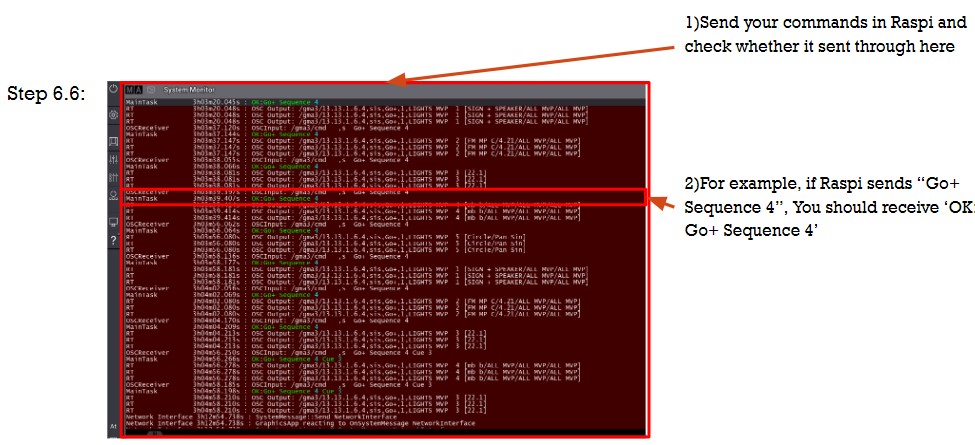 1)Send your commands in Raspi and
check whether it sent through here
Step 6.6:
MA System Monitor
MainTask 3h03m20.045s : OK:Go+ Sequence 4
RT 3h03m20.048s : OSC Output: /gma3/13.13.1.6.4,sis,Go+,1,LIGHTS MVP 1 [SIGN + SPEAKER/ALL MVP/ALL MVP]
RT 3h03m20.048s : OSC Output: /gma3/13.13.1.6.4,sis,Go+,1,LIGHTS MVP 1 [SIGN + SPEAKER/ALL MVP/ALL MVP]
RT 3h03m20.048s : OSC Output: /gma3/13.13.1.6.4,sis,Go+,1,LIGHTS MVP 1 [SIGN + SPEAKER/ALL MVP/ALL MVP]
OSCReceiver 3h03m37.120s : OSCInput: /gma3/cmd ,s Go+ Sequence 4
MainTask 3h03m37.144s : OK:Go+ Sequence 4
RT 3h03m37.147s : OSC Output: /gma3/13.13.1.6.4,sis,Go+,1,LIGHTS MVP 2 [FM MP C/4.21/ALL MVP/ALL MVP]
RT 3h03m37.147s : OSC Output: /gma3/13.13.1.6.4,sis,Go+,1,LIGHTS MVP 2 [FM MP C/4.21/ALL MVP/ALL MVP]
RT 3h03m37.147s : OSC Output: /gma3/13.13.1.6.4,sis,Go+,1,LIGHTS MVP 2 [FM MP C/4.21/ALL MVP/ALL MVP]
OSCReceiver 3h03m38.055s : OSCInput: /gma3/cmd ,s Go+ Sequence 4
MainTask 3h03m38.066s : OK:Go+ Sequence 4
RT 3h03m38.081s : OSC Output: /gma3/13.13.1.6.4,sis,Go+,1,LIGHTS MVP 3 [22.1]
RT 3h03m38.081s : OSC Output: /gma3/13.13.1.6.4,sis,Go+,1,LIGHTS MVP 3 [22.1]
RT 3h03m38.081s : OSC Output: /gma3/13.13.1.6.4,sis,Go+,1,LIGHTS MVP 3 [22.1]
OSCReceiver 3h03m39.397s : OSCInput: /gma3/cmd ,s Go+ Sequence 4
MainTask 3h03m39.407s : OK:Go+ Sequence 4
2)For example, if Raspi sends “Go+
Sequence 4”, You should receive ‘OK:
Go+ Sequence 4’
RT 3h03m39.414s : OSC Output: /gma3/13.13.1.6.4,sis,Go+,1,LIGHTS MVP 4 [mb b/ALL MVP/ALL MVP/ALL MVP]
RT 3h03m39.414s : OSC Output: /gma3/13.13.1.6.4,sis,Go+,1,LIGHTS MVP 4 [mb b/ALL MVP/ALL MVP/ALL MVP]
OSCReceiver : OSCInput: /gma3/cmd ,s Go+ Sequence 4
MainTask 3h03m56.064s : OK:Go+ Sequence 4
RT 3h03m56.080s : OSC Output: /gma3/13.13.1.6.4,sis,Go+,1,LIGHTS MVP 5 [Circle/Pan Sin]
RT 3h03m56.080s : OSC Output: /gma3/13.13.1.6.4,sis,Go+,1,LIGHTS MVP 5 [Circle/Pan Sin]
RT 3h03m56.080s : OSC Output: /gma3/13.13.1.6.4,sis,Go+,1,LIGHTS MVP 5 [Circle/Pan Sin]
OSCReceiver 3h03m58.136s : OSCInput: /gma3/cmd ,s Go+ Sequence 4
MainTask 3h03m58.177s : OK:Go+ Sequence 4
RT 3h03m58.181s : OSC Output: /gma3/13.13.1.6.4,sis,Go+,1,LIGHTS MVP 1 [SIGN + SPEAKER/ALL MVP/ALL MVP]
RT 3h03m58.181s : OSC Output: /gma3/13.13.1.6.4,sis,Go+,1,LIGHTS MVP 1 [SIGN + SPEAKER/ALL MVP/ALL MVP]
RT 3h03m58.181s : OSC Output: /gma3/13.13.1.6.4,sis,Go+,1,LIGHTS MVP 1 [SIGN + SPEAKER/ALL MVP/ALL MVP]
OSCReceiver 3h04m02.056s : OSCInput: /gma3/cmd ,s Go+ Sequence 4
MainTask 3h04m02.069s : OK:Go+ Sequence 4
RT 3h04m02.080s : OSC Output: /gma3/13.13.1.6.4,sis,Go+,1,LIGHTS MVP 2 [FM MP C/4.21/ALL MVP/ALL MVP]
RT 3h04m02.080s : OSC Output: /gma3/13.13.1.6.4,sis,Go+,1,LIGHTS MVP 2 [FM MP C/4.21/ALL MVP/ALL MVP]
RT 3h04m02.080s : OSC Output: /gma3/13.13.1.6.4,sis,Go+,1,LIGHTS MVP 2 [FM MP C/4.21/ALL MVP/ALL MVP]
OSCReceiver 3h04m04.170s : OSCInput: /gma3/cmd ,s Go+ Sequence 4
MainTask 3h04m04.209s : OK:Go+ Sequence 4
RT 3h04m04.213s : OSC Output: /gma3/13.13.1.6.4,sis,Go+,1,LIGHTS MVP 3 [22.1]
RT 3h04m04.213s : OSC Output: /gma3/13.13.1.6.4,sis,Go+,1,LIGHTS MVP 3 [22.1]
RT 3h04m04.213s : OSC Output: /gma3/13.13.1.6.4,sis,Go+,1,LIGHTS MVP 3 [22.1]
OSCReceiver 3h04m56.250s : OSCInput: /gma3/cmd ,s Go+ Sequence 4 Cue 3
MainTask 3h04m56.266s : OK:Go+ Sequence 4 Cue 3
RT 3h04m56.278s : OSC Output: /gma3/13.13.1.6.4,sis,Go+,1,LIGHTS MVP 4 [mb b/ALL MVP/ALL MVP/ALL MVP]
RT 3h04m56.278s : OSC Output: /gma3/13.13.1.6.4,sis,Go+,1,LIGHTS MVP 4 [mb b/ALL MVP/ALL MVP/ALL MVP]
RT 3h04m56.278s : OSC Output: /gma3/13.13.1.6.4,sis,Go+,1,LIGHTS MVP 4 [mb b/ALL MVP/ALL MVP/ALL MVP]
OSCReceiver 3h04m58.185s : OSCInput: /gma3/cmd ,s Go+ Sequence 4 Cue 3
MainTask 3h04m58.198s : OK:Go+ Sequence 4 Cue 3
RT 3h04m58.210s : OSC Output: /gma3/13.13.1.6.4,sis,Go+,1,LIGHTS MVP 3 [22.1]
RT 3h04m58.210s : OSC Output: /gma3/13.13.1.6.4,sis,Go+,1,LIGHTS MVP 3 [22.1]
RT 3h04m58.210s : OSC Output: /gma3/13.13.1.6.4,sis,Go+,1,LIGHTS MVP 3 [22.1]
Network Interface 3h12m54.738s : SystemMessage::Send NetworkInterface
Network Interface 3h12m54.738s : GraphicsApp reacting to OnSystemMessage NetworkInterface